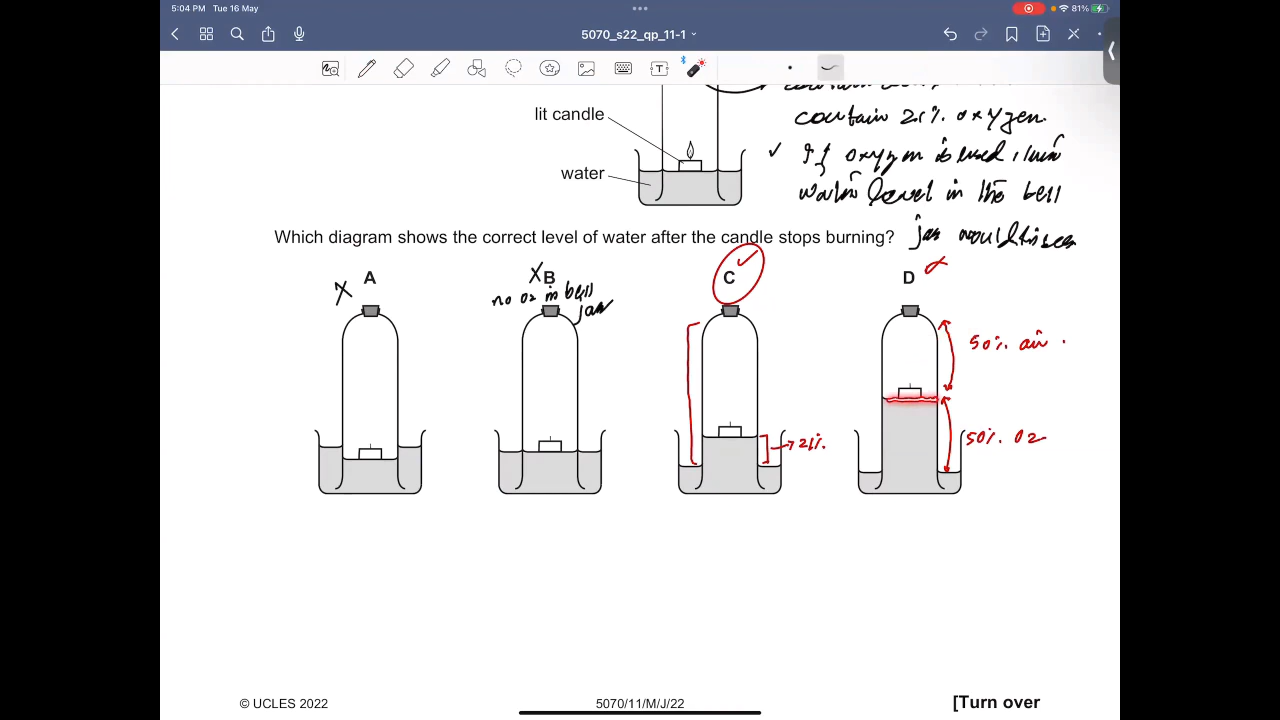 5:04 PM Tue 16 May
81%
5070_s22_qp_11-1
lit candle
contain 21% oxygen.
✓ If oxygen is used, then
water
water level in the bell
Which diagram shows the correct level of water after the candle stops burning?
jar would
A
X
X B
no O2 in bell
jar
C ✓
D
50% air.
21%.
50% O2
© UCLES 2022
5070/11/M/J/22
[Turn over